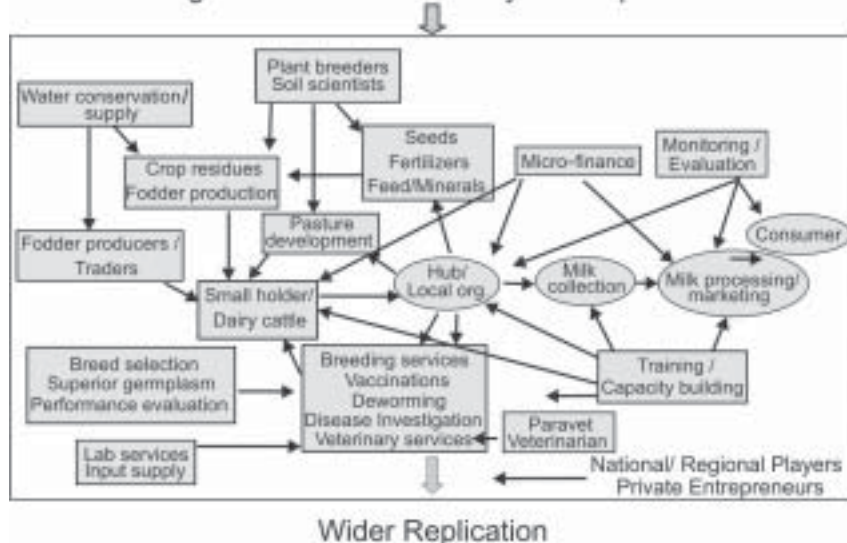 Plant breeders
Soil scientists
Water conservation/
supply
Seeds
Fertilizers
Feed/Minerals
Micro-finance
Monitoring /
Evaluation
Crop residues
Fodder production
Pasture
development
Consumer
Fodder producers /
Traders
Hub/
Local org
Milk
collection
Milk processing/
marketing
Small holder/
Dairy cattle
Breed selection
Superior germplasm
Performance evaluation
Breeding services
Vaccinations
Deworming
Disease Investigation
Veterinary services
Training /
Capacity building
Paravet
Veterinarian
Lab services
Input supply
National/ Regional Players
Private Entrepreneurs
Wider Replication